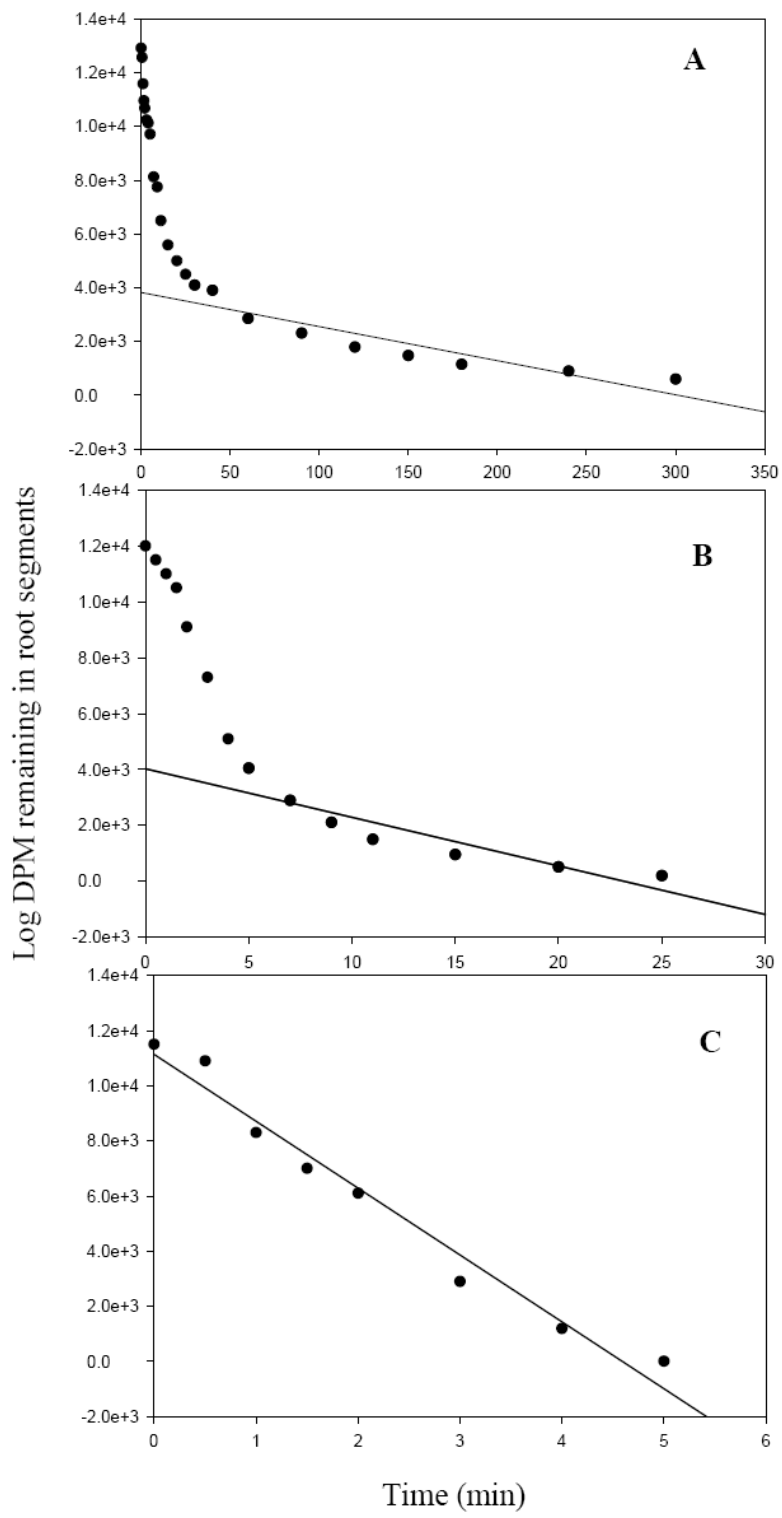 1.4e+4
A
1.2e+4
1.0e+4
8.0e+3
6.0e+3
4.0e+3
2.0e+3
0.0
-2.0e+3
0 50 100 150 200 250 300 350
1.4e+4
B
1.2e+4
1.0e+4
8.0e+3
6.0e+3
4.0e+3
2.0e+3
0.0
-2.0e+3
0 5 10 15 20 25 30
Log DPM remaining in root segments
1.4e+4
C
1.2e+4
1.0e+4
8.0e+3
6.0e+3
4.0e+3
2.0e+3
0.0
-2.0e+3
0 1 2 3 4 5 6
Time (min)